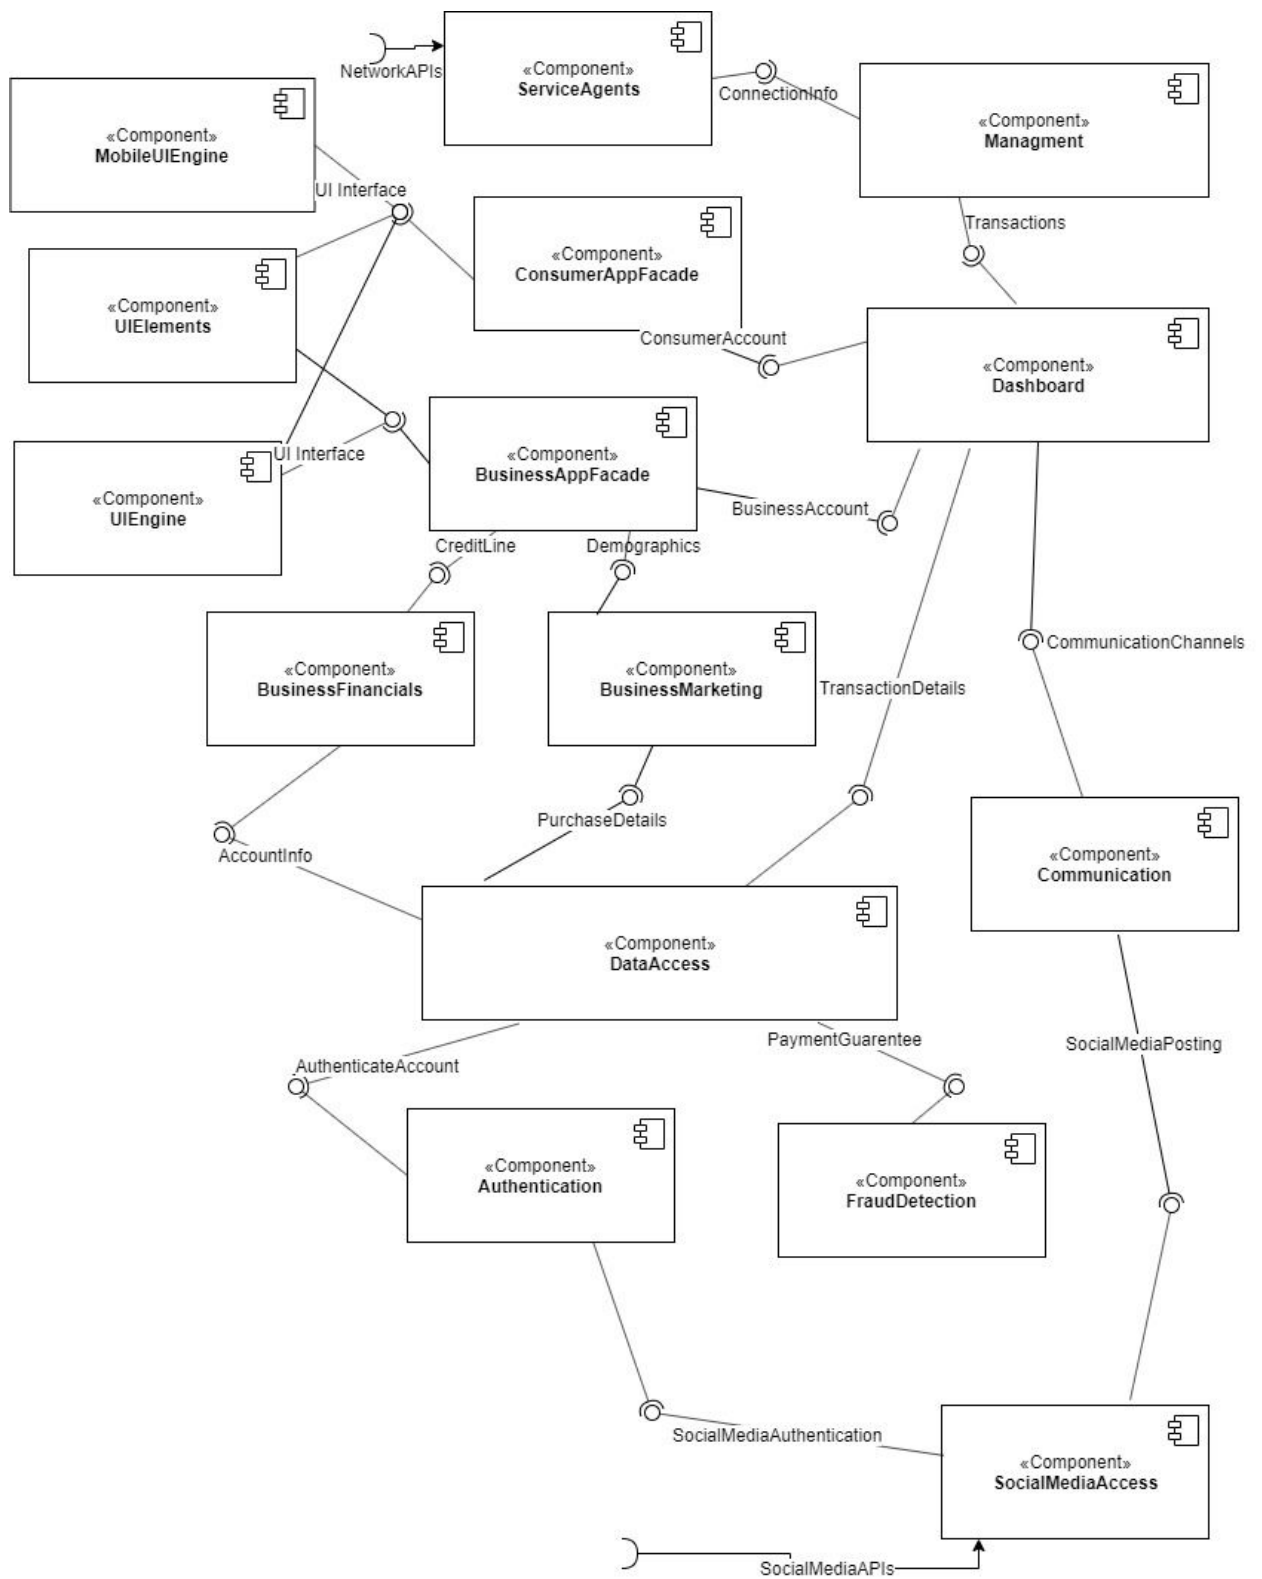 NetworkAPIs
«Component»
ServiceAgents
ConnectionInfo
«Component»
Managment
«Component»
MobileUIEngine
UI Interface
Transactions
«Component»
ConsumerAppFacade
«Component»
UIElements
ConsumerAccount
«Component»
Dashboard
UI Interface
«Component»
BusinessAppFacade
«Component»
UIEngine
BusinessAccount
CreditLine
Demographics
CommunicationChannels
«Component»
BusinessFinancials
«Component»
BusinessMarketing
TransactionDetails
PurchaseDetails
AccountInfo
«Component»
Communication
«Component»
DataAccess
PaymentGuarentee
SocialMediaPosting
AuthenticateAccount
«Component»
Authentication
«Component»
FraudDetection
SocialMediaAuthentication
«Component»
SocialMediaAccess
SocialMediaAPIs